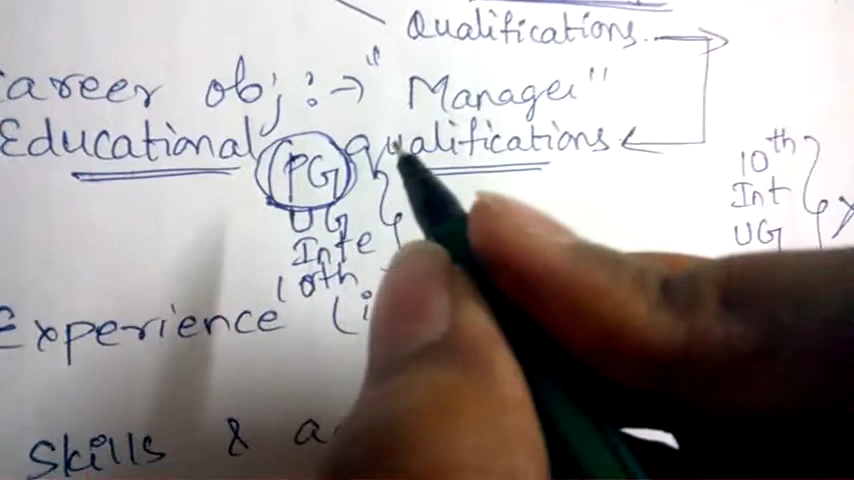 Qualifications.
Career obj :→ "Manager"
Educational qualifications
PG
UG
Inte
10th
10th
Int
UG
Experience (i
Skills & a